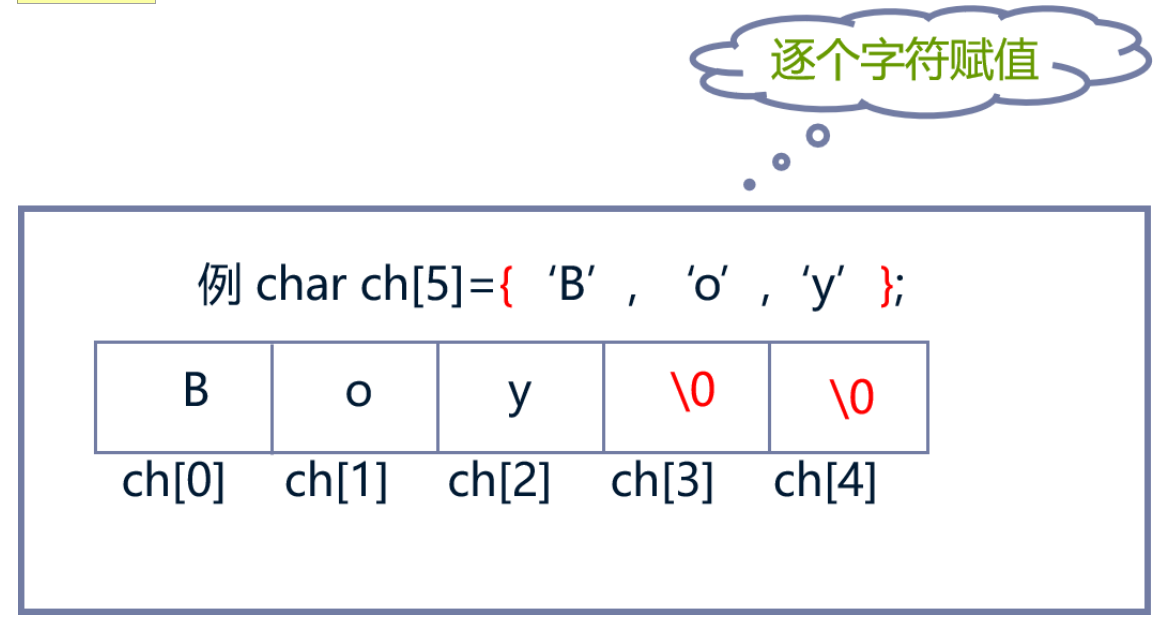 逐个字符赋值
例 char ch[5]={ ‘B’ , ‘o‘ , ‘y’ };
B o y \0 \0
ch[0] ch[1] ch[2] ch[3] ch[4]